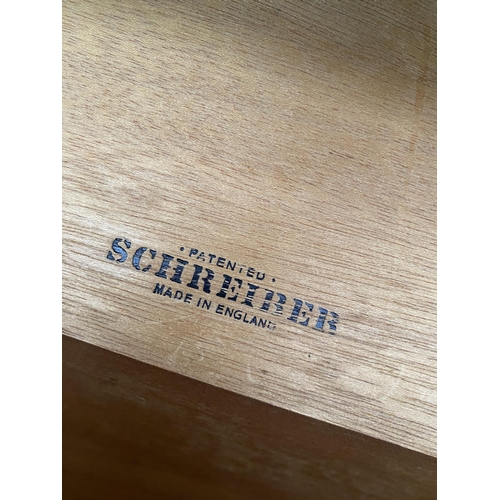 · PATENTED ·
SCHREIBER
MADE IN ENGLAND